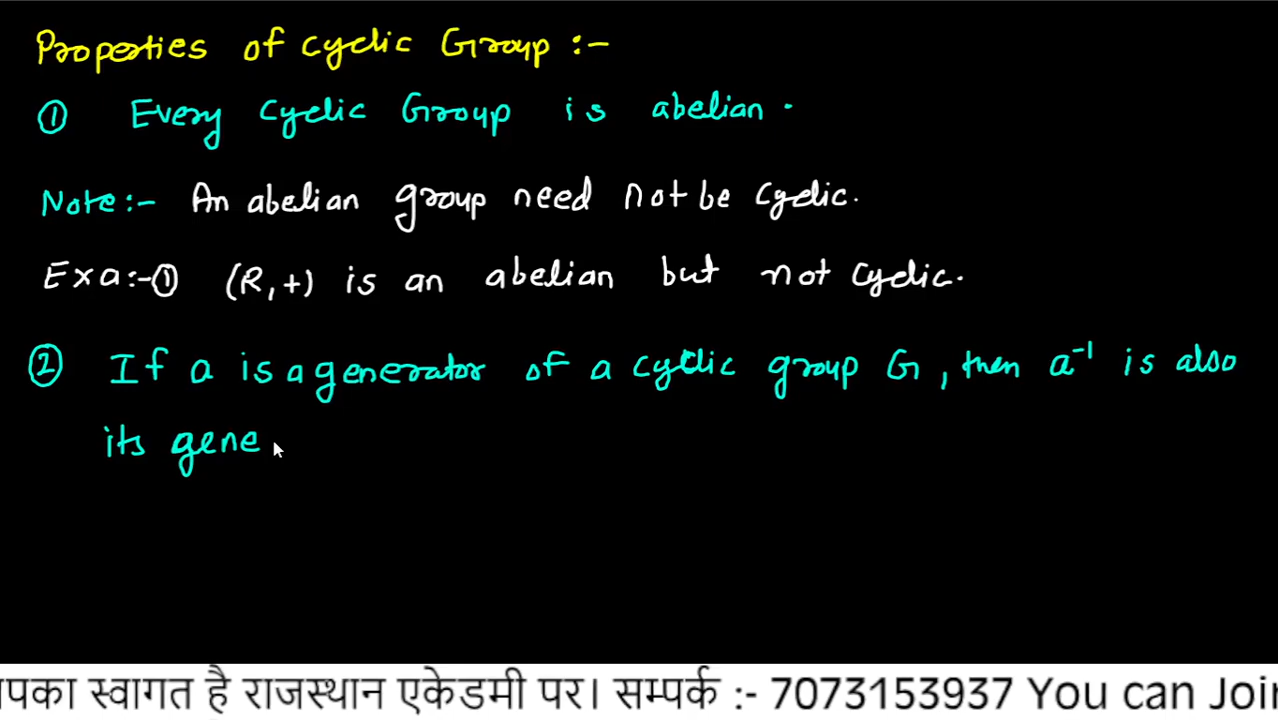 Properties of cyclic Group :-
① Every cyclic Group is abelian.
Note:- An abelian group need not be cyclic.
Exa:-① (R,+) is an abelian but not cyclic.
② If a is a generator of a cyclic group G, then a⁻¹ is also
its gene
पका स्वागत है राजस्थान एकेडमी पर। सम्पर्क :- 7073153937 You can Join